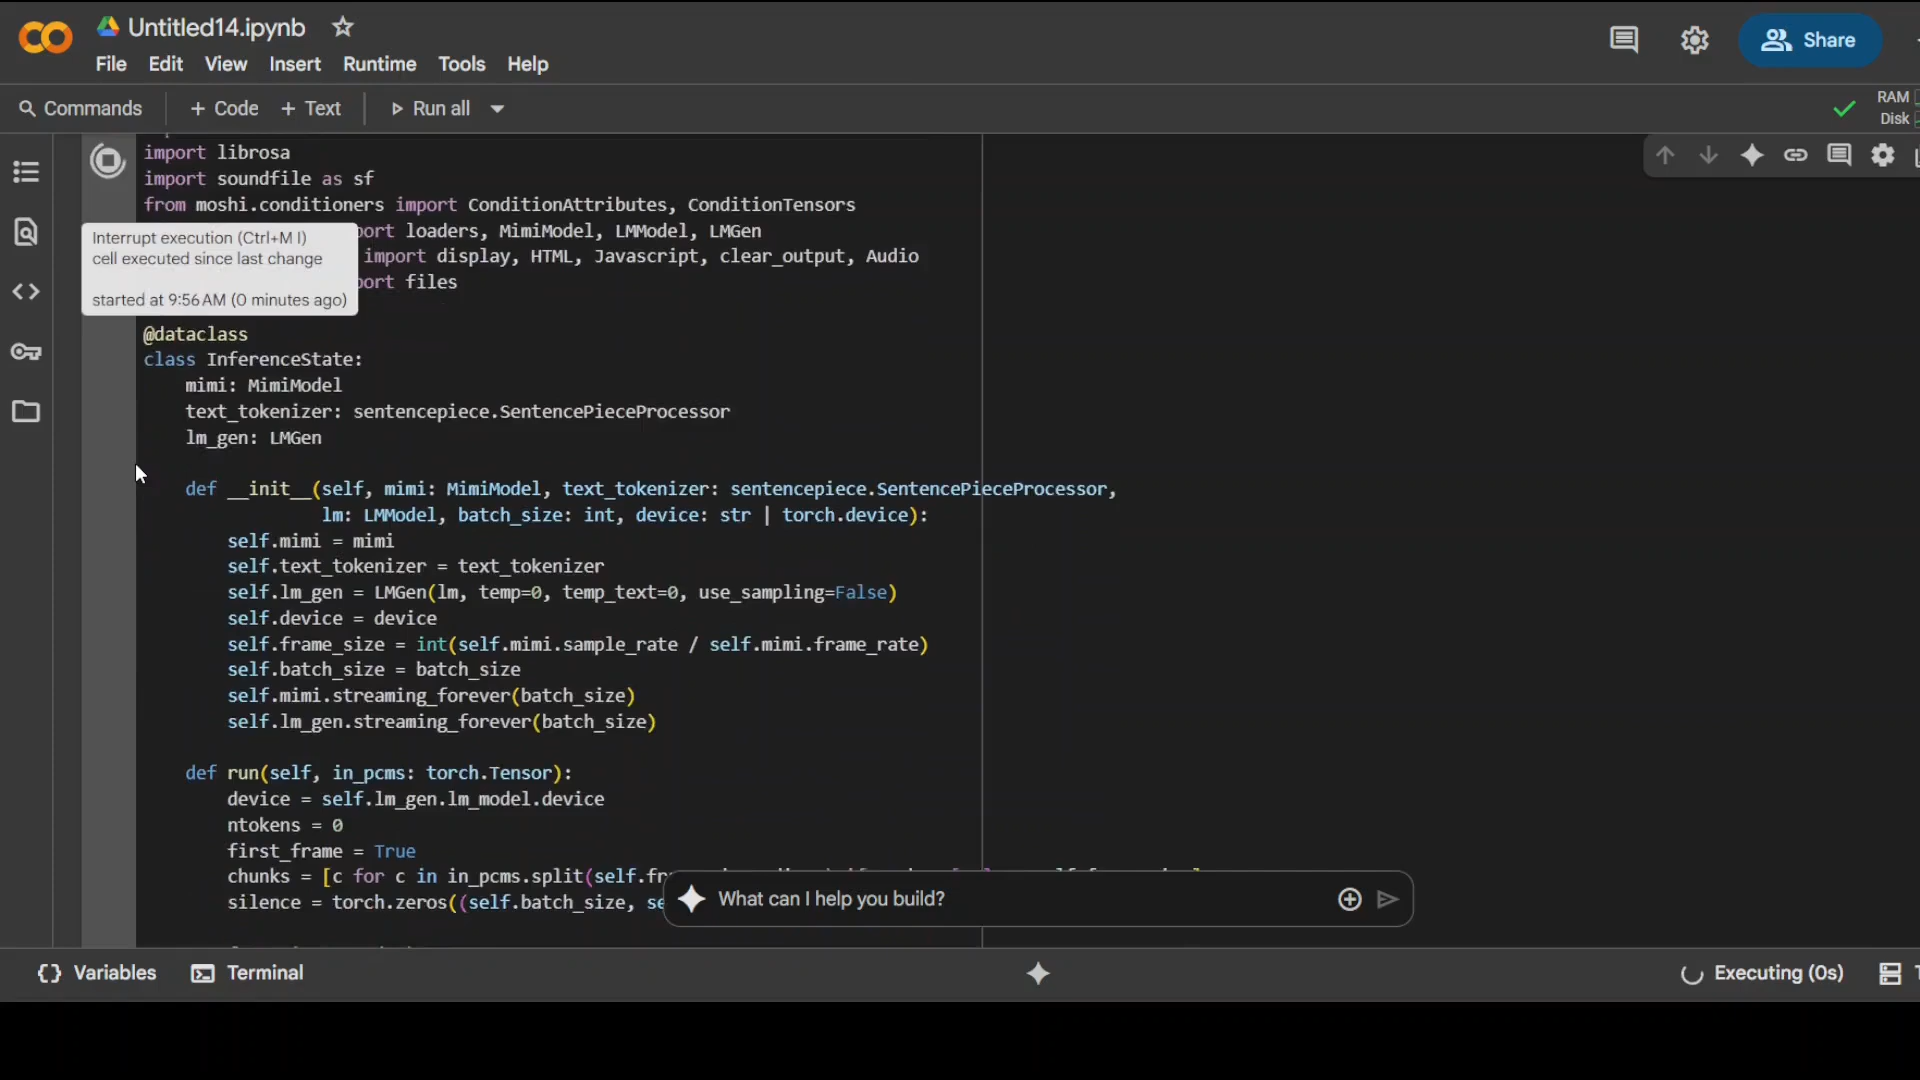 Untitled14.ipynb
File Edit View Insert Runtime Tools Help
Share
Commands + Code + Text Run all
RAM
Disk
import librosa
import soundfile as sf
from moshi.conditioners import ConditionAttributes, ConditionTensors
port loaders, MimiModel, LMModel, LMGen
import display, HTML, Javascript, clear_output, Audio
port files
Interrupt execution (Ctrl+M I)
cell executed since last change
started at 9:56 AM (0 minutes ago)
@dataclass
class InferenceState:
    mimi: MimiModel
    text_tokenizer: sentencepiece.SentencePieceProcessor
    lm_gen: LMGen
    def __init__(self, mimi: MimiModel, text_tokenizer: sentencepiece.SentencePieceProcessor,
                 lm: LMModel, batch_size: int, device: str | torch.device):
        self.mimi = mimi
        self.text_tokenizer = text_tokenizer
        self.lm_gen = LMGen(lm, temp=0, temp_text=0, use_sampling=False)
        self.device = device
        self.frame_size = int(self.mimi.sample_rate / self.mimi.frame_rate)
        self.batch_size = batch_size
        self.mimi.streaming_forever(batch_size)
        self.lm_gen.streaming_forever(batch_size)
    def run(self, in_pcms: torch.Tensor):
        device = self.lm_gen.lm_model.device
        ntokens = 0
        first_frame = True
        chunks = [c for c in in_pcms.split(self.fr
        silence = torch.zeros((self.batch_size, se
What can I help you build?
Variables Terminal
Executing (0s)